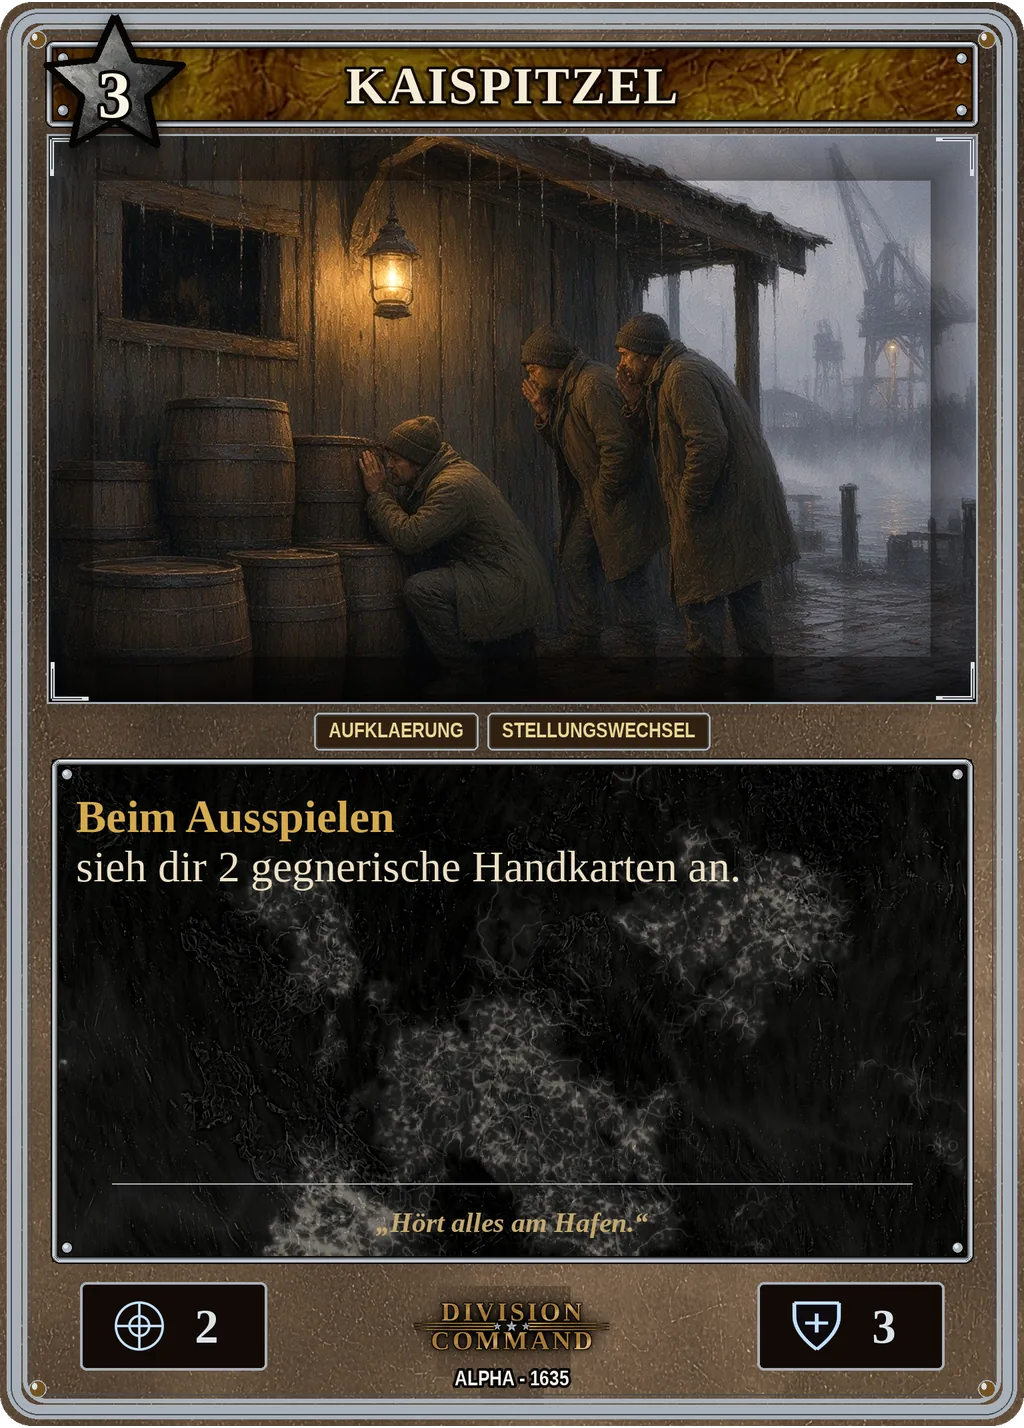 3
KAISPITZEL
AUFKLAERUNG
STELLUNGSWECHSEL
Beim Ausspielen
sieh dir 2 gegnerische Handkarten an.
„Hört alles am Hafen.“
2
DIVISION
COMMAND
ALPHA - 1635
3